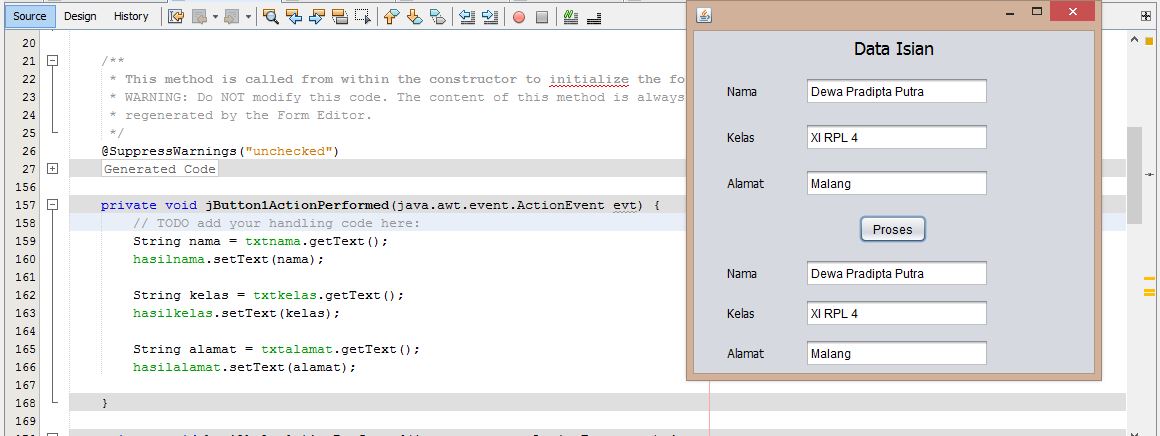 Source Design History
20
21 /**
22 * This method is called from within the constructor to initialize the fo
23 * WARNING: Do NOT modify this code. The content of this method is always
24 * regenerated by the Form Editor.
25 */
26 @SuppressWarnings("unchecked")
27 Generated Code
156
157 private void jButton1ActionPerformed(java.awt.event.ActionEvent evt) {
158 // TODO add your handling code here:
159 String nama = txtnama.getText();
160 hasilnama.setText(nama);
161
162 String kelas = txtkelas.getText();
163 hasilkelas.setText(kelas);
164
165 String alamat = txtalamat.getText();
166 hasilalamat.setText(alamat);
167
168 }
169
Data Isian
Nama Dewa Pradipta Putra
Kelas XI RPL 4
Alamat Malang
Proses
Nama Dewa Pradipta Putra
Kelas XI RPL 4
Alamat Malang